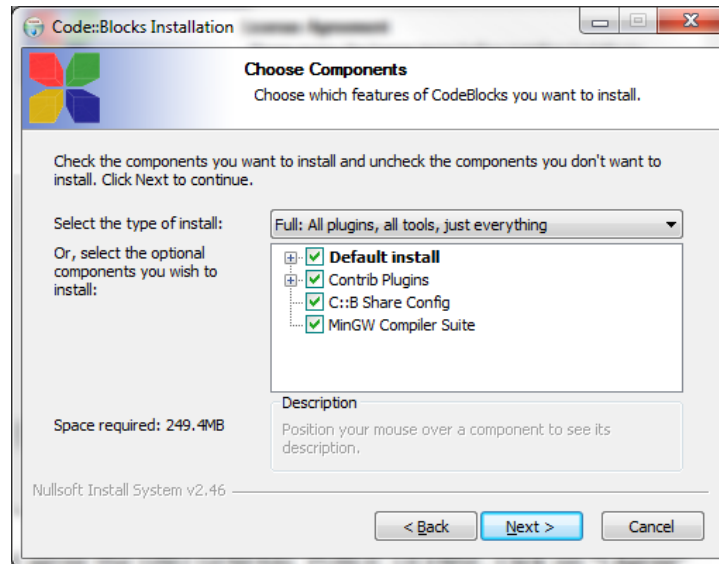 Code::Blocks Installation
License Agreement
Choose Components
Choose which features of CodeBlocks you want to install.
Check the components you want to install and uncheck the components you don't want to
install. Click Next to continue.
Select the type of install:
Full: All plugins, all tools, just everything
Or, select the optional
components you wish to
install:
Default install
Contrib Plugins
C::B Share Config
MinGW Compiler Suite
Space required: 249.4MB
Description
Position your mouse over a component to see its
description.
Nullsoft Install System v2.46
< Back
Next >
Cancel